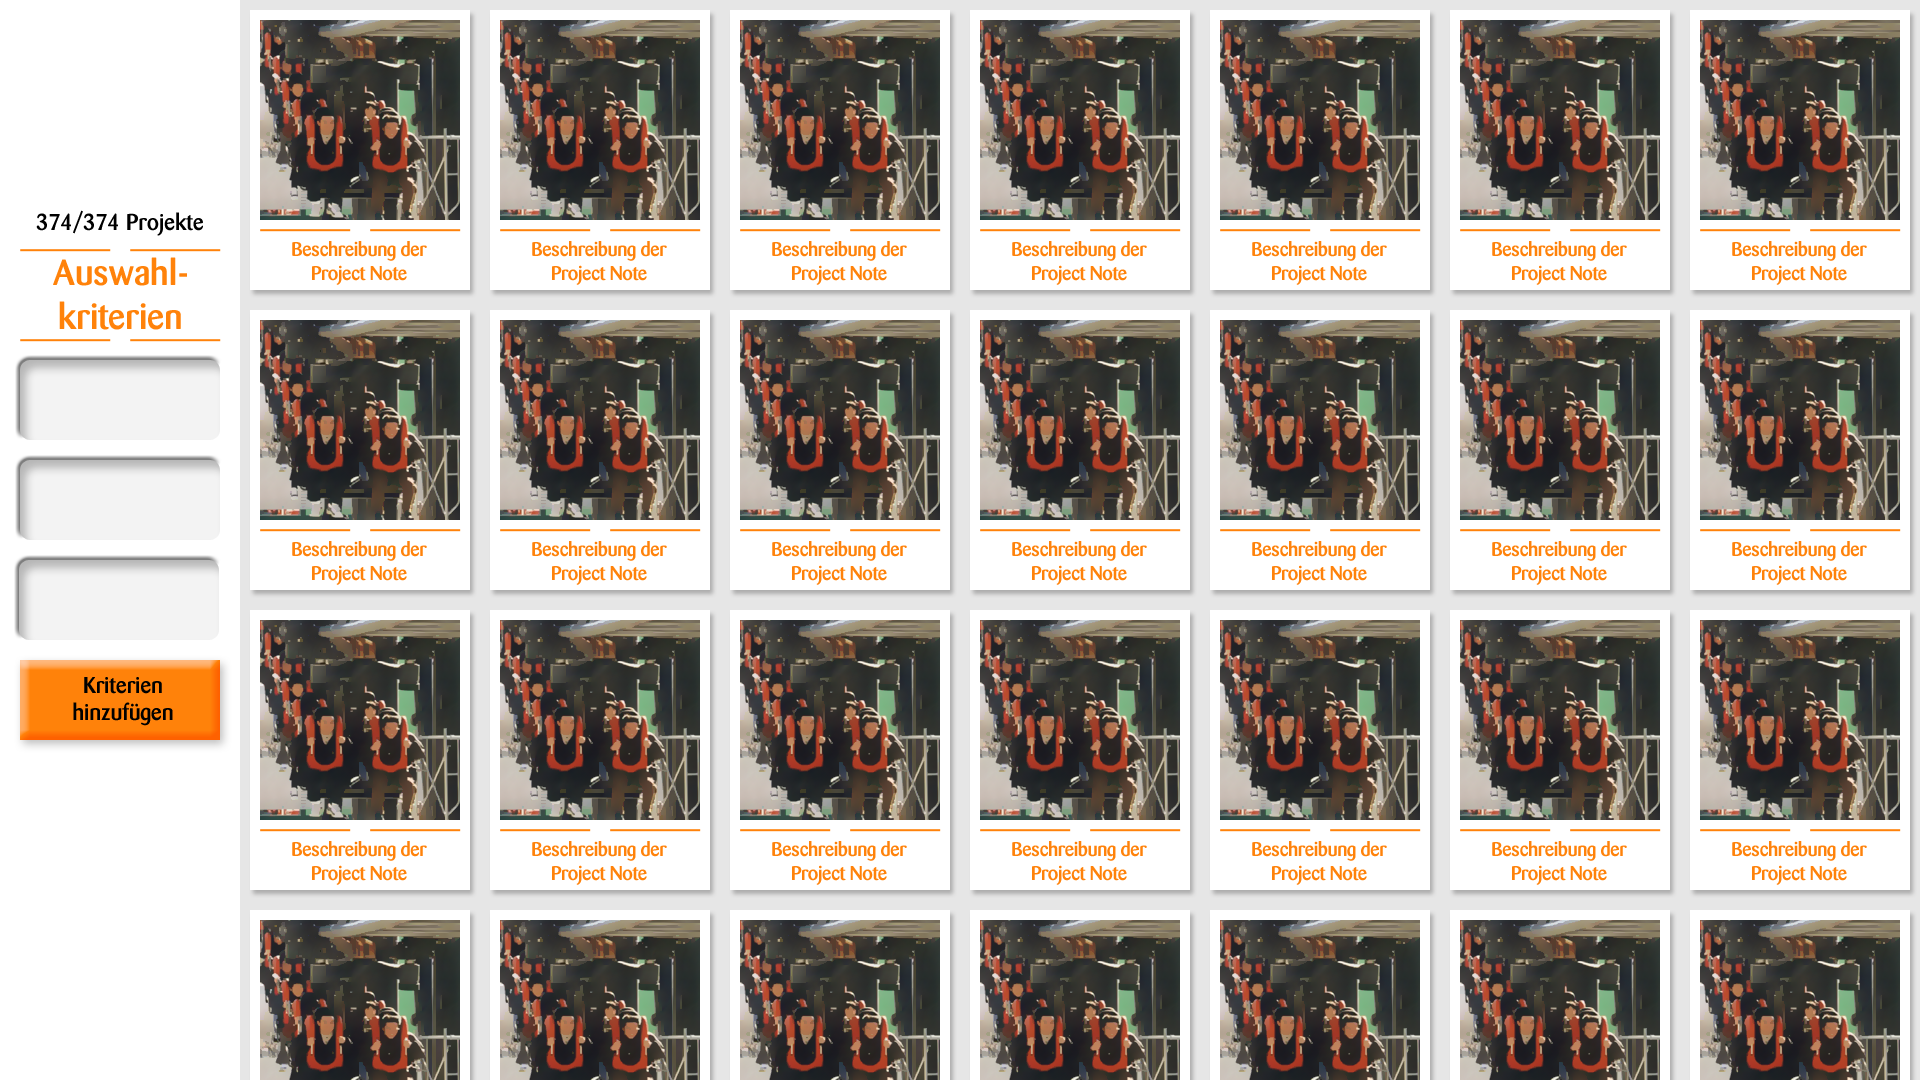 374/374 Projekte
Auswahl-
kriterien
Kriterien
hinzufügen
Beschreibung der
Project Note
Beschreibung der
Project Note
Beschreibung der
Project Note
Beschreibung der
Project Note
Beschreibung der
Project Note
Beschreibung der
Project Note
Beschreibung der
Project Note
Beschreibung der
Project Note
Beschreibung der
Project Note
Beschreibung der
Project Note
Beschreibung der
Project Note
Beschreibung der
Project Note
Beschreibung der
Project Note
Beschreibung der
Project Note
Beschreibung der
Project Note
Beschreibung der
Project Note
Beschreibung der
Project Note
Beschreibung der
Project Note
Beschreibung der
Project Note
Beschreibung der
Project Note
Beschreibung der
Project Note